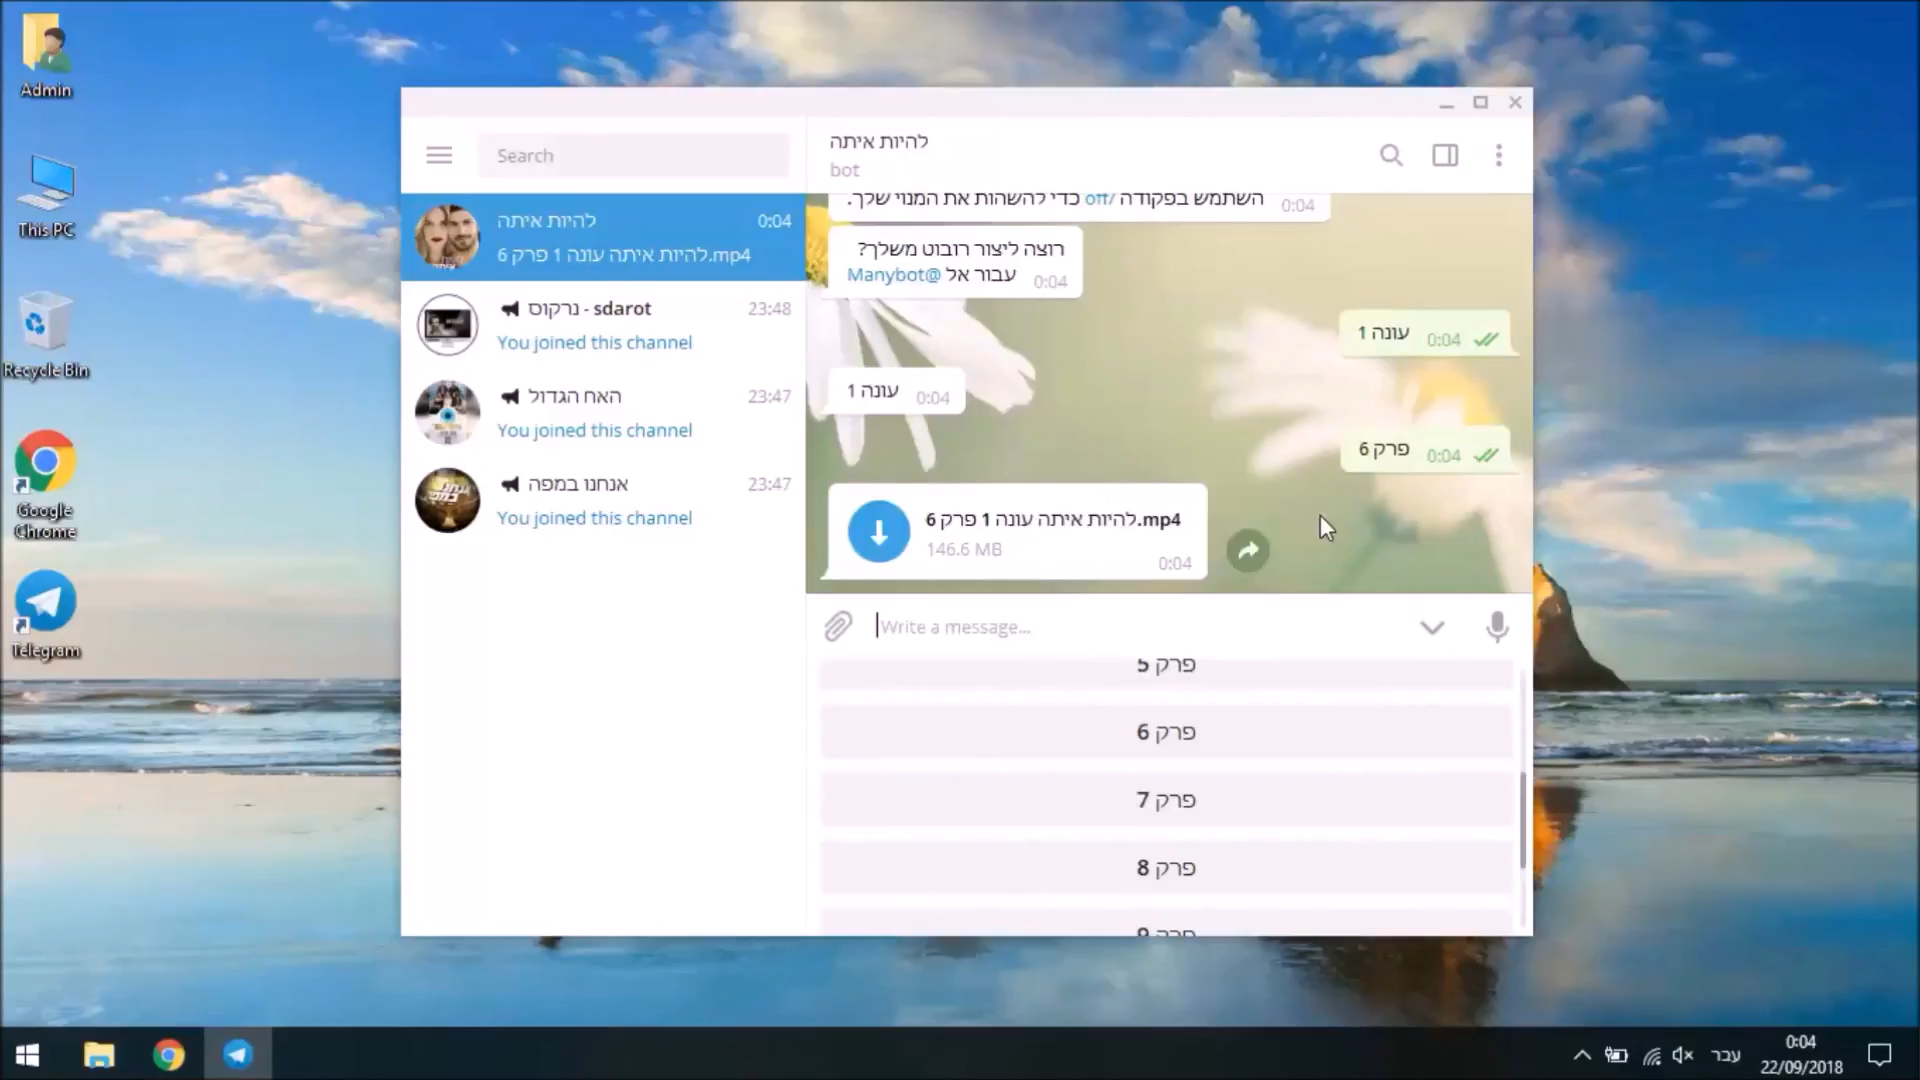 Admin
This PC
Recycle Bin
Google
Chrome
Telegram
Search
להיות איתה
0:04
להיות איתה עונה 1 פרק 6.mp4
נרקוס - sdarot
23:48
You joined this channel
האח הגדול
23:47
You joined this channel
אנחנו במפה
23:47
You joined this channel
להיות איתה
bot
השתמש בפקודה /off כדי להשהות את המנוי שלך.
0:04
רוצה ליצור רובוט משלך?
עבור אל @Manybot
0:04
עונה 1
0:04
עונה 1
0:04
פרק 6
0:04
להיות איתה עונה 1 פרק 6.mp4
146.6 MB
0:04
Write a message...
פרק 5
פרק 6
פרק 7
פרק 8
פרק 9
עבר
0:04
22/09/2018